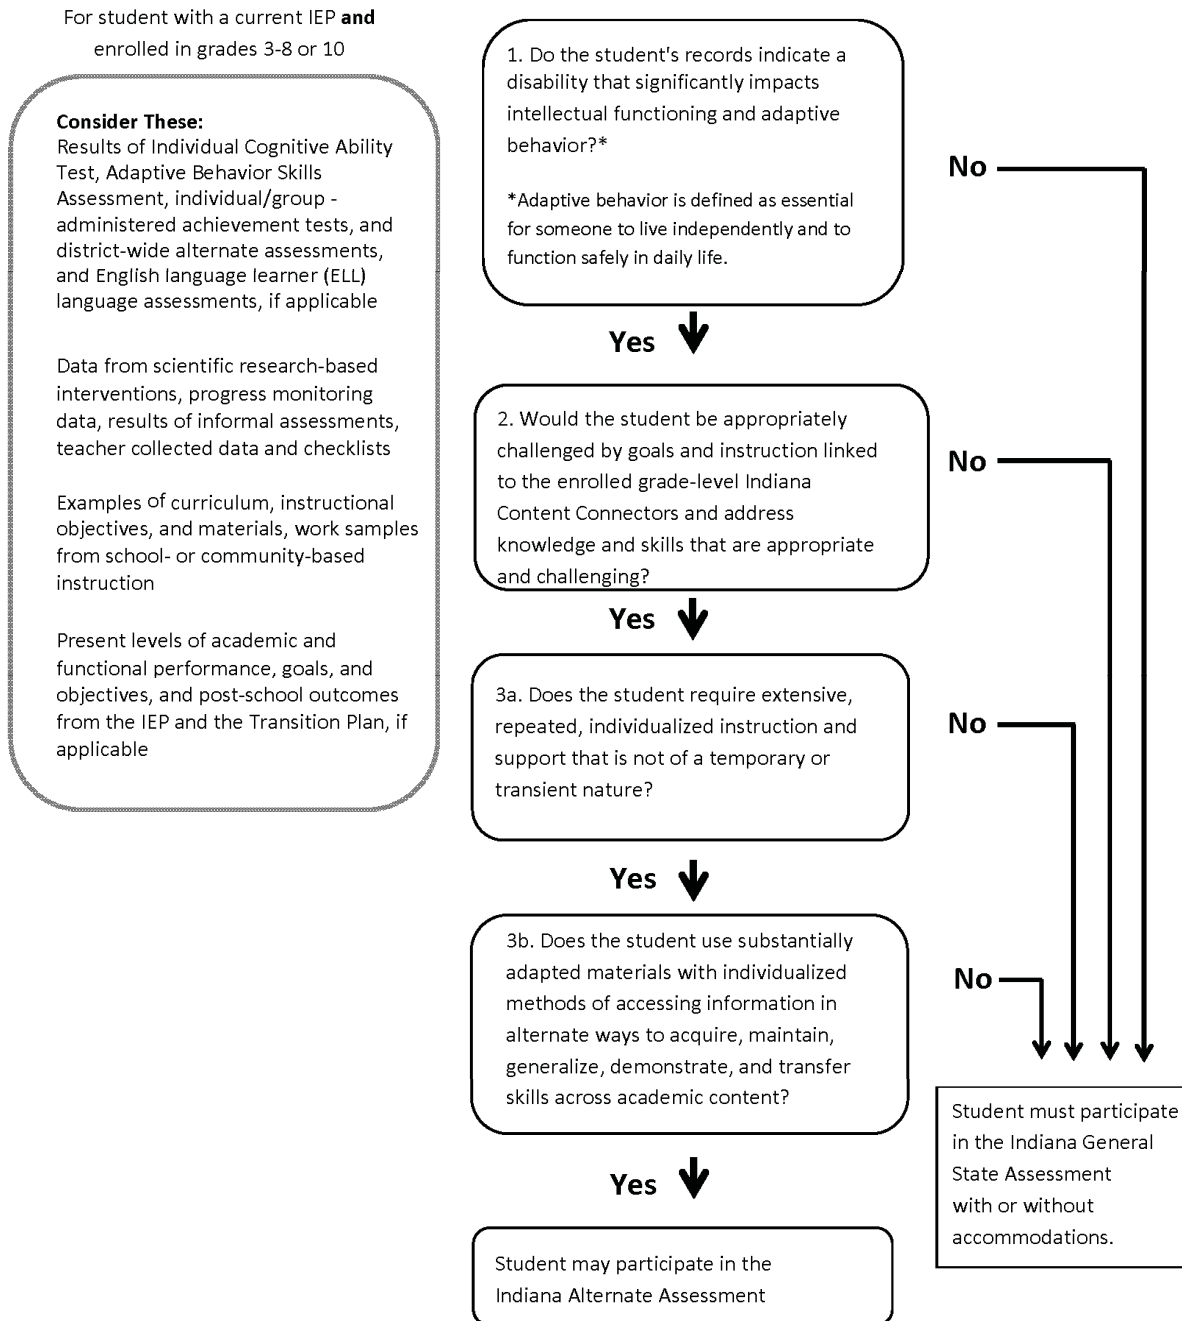 For student with a current IEP and
enrolled in grades 3-8 or 10
Consider These:
Results of Individual Cognitive Ability
Test, Adaptive Behavior Skills
Assessment, individual/group -
administered achievement tests, and
district-wide alternate assessments,
and English language learner (ELL)
language assessments, if applicable
Data from scientific research-based
interventions, progress monitoring
data, results of informal assessments,
teacher collected data and checklists
Examples of curriculum, instructional
objectives, and materials, work samples
from school- or community-based
instruction
Present levels of academic and
functional performance, goals, and
objectives, and post-school outcomes
from the IEP and the Transition Plan, if
applicable
1. Do the student's records indicate a
disability that significantly impacts
intellectual functioning and adaptive
behavior?*
*Adaptive behavior is defined as essential
for someone to live independently and to
function safely in daily life.
No
Yes
2. Would the student be appropriately
challenged by goals and instruction linked
to the enrolled grade-level Indiana
Content Connectors and address
knowledge and skills that are appropriate
and challenging?
No
Yes
3a. Does the student require extensive,
repeated, individualized instruction and
support that is not of a temporary or
transient nature?
No
Yes
3b. Does the student use substantially
adapted materials with individualized
methods of accessing information in
alternate ways to acquire, maintain,
generalize, demonstrate, and transfer
skills across academic content?
No
Yes
Student must participate
in the Indiana General
State Assessment
with or without
accommodations.
Student may participate in the
Indiana Alternate Assessment